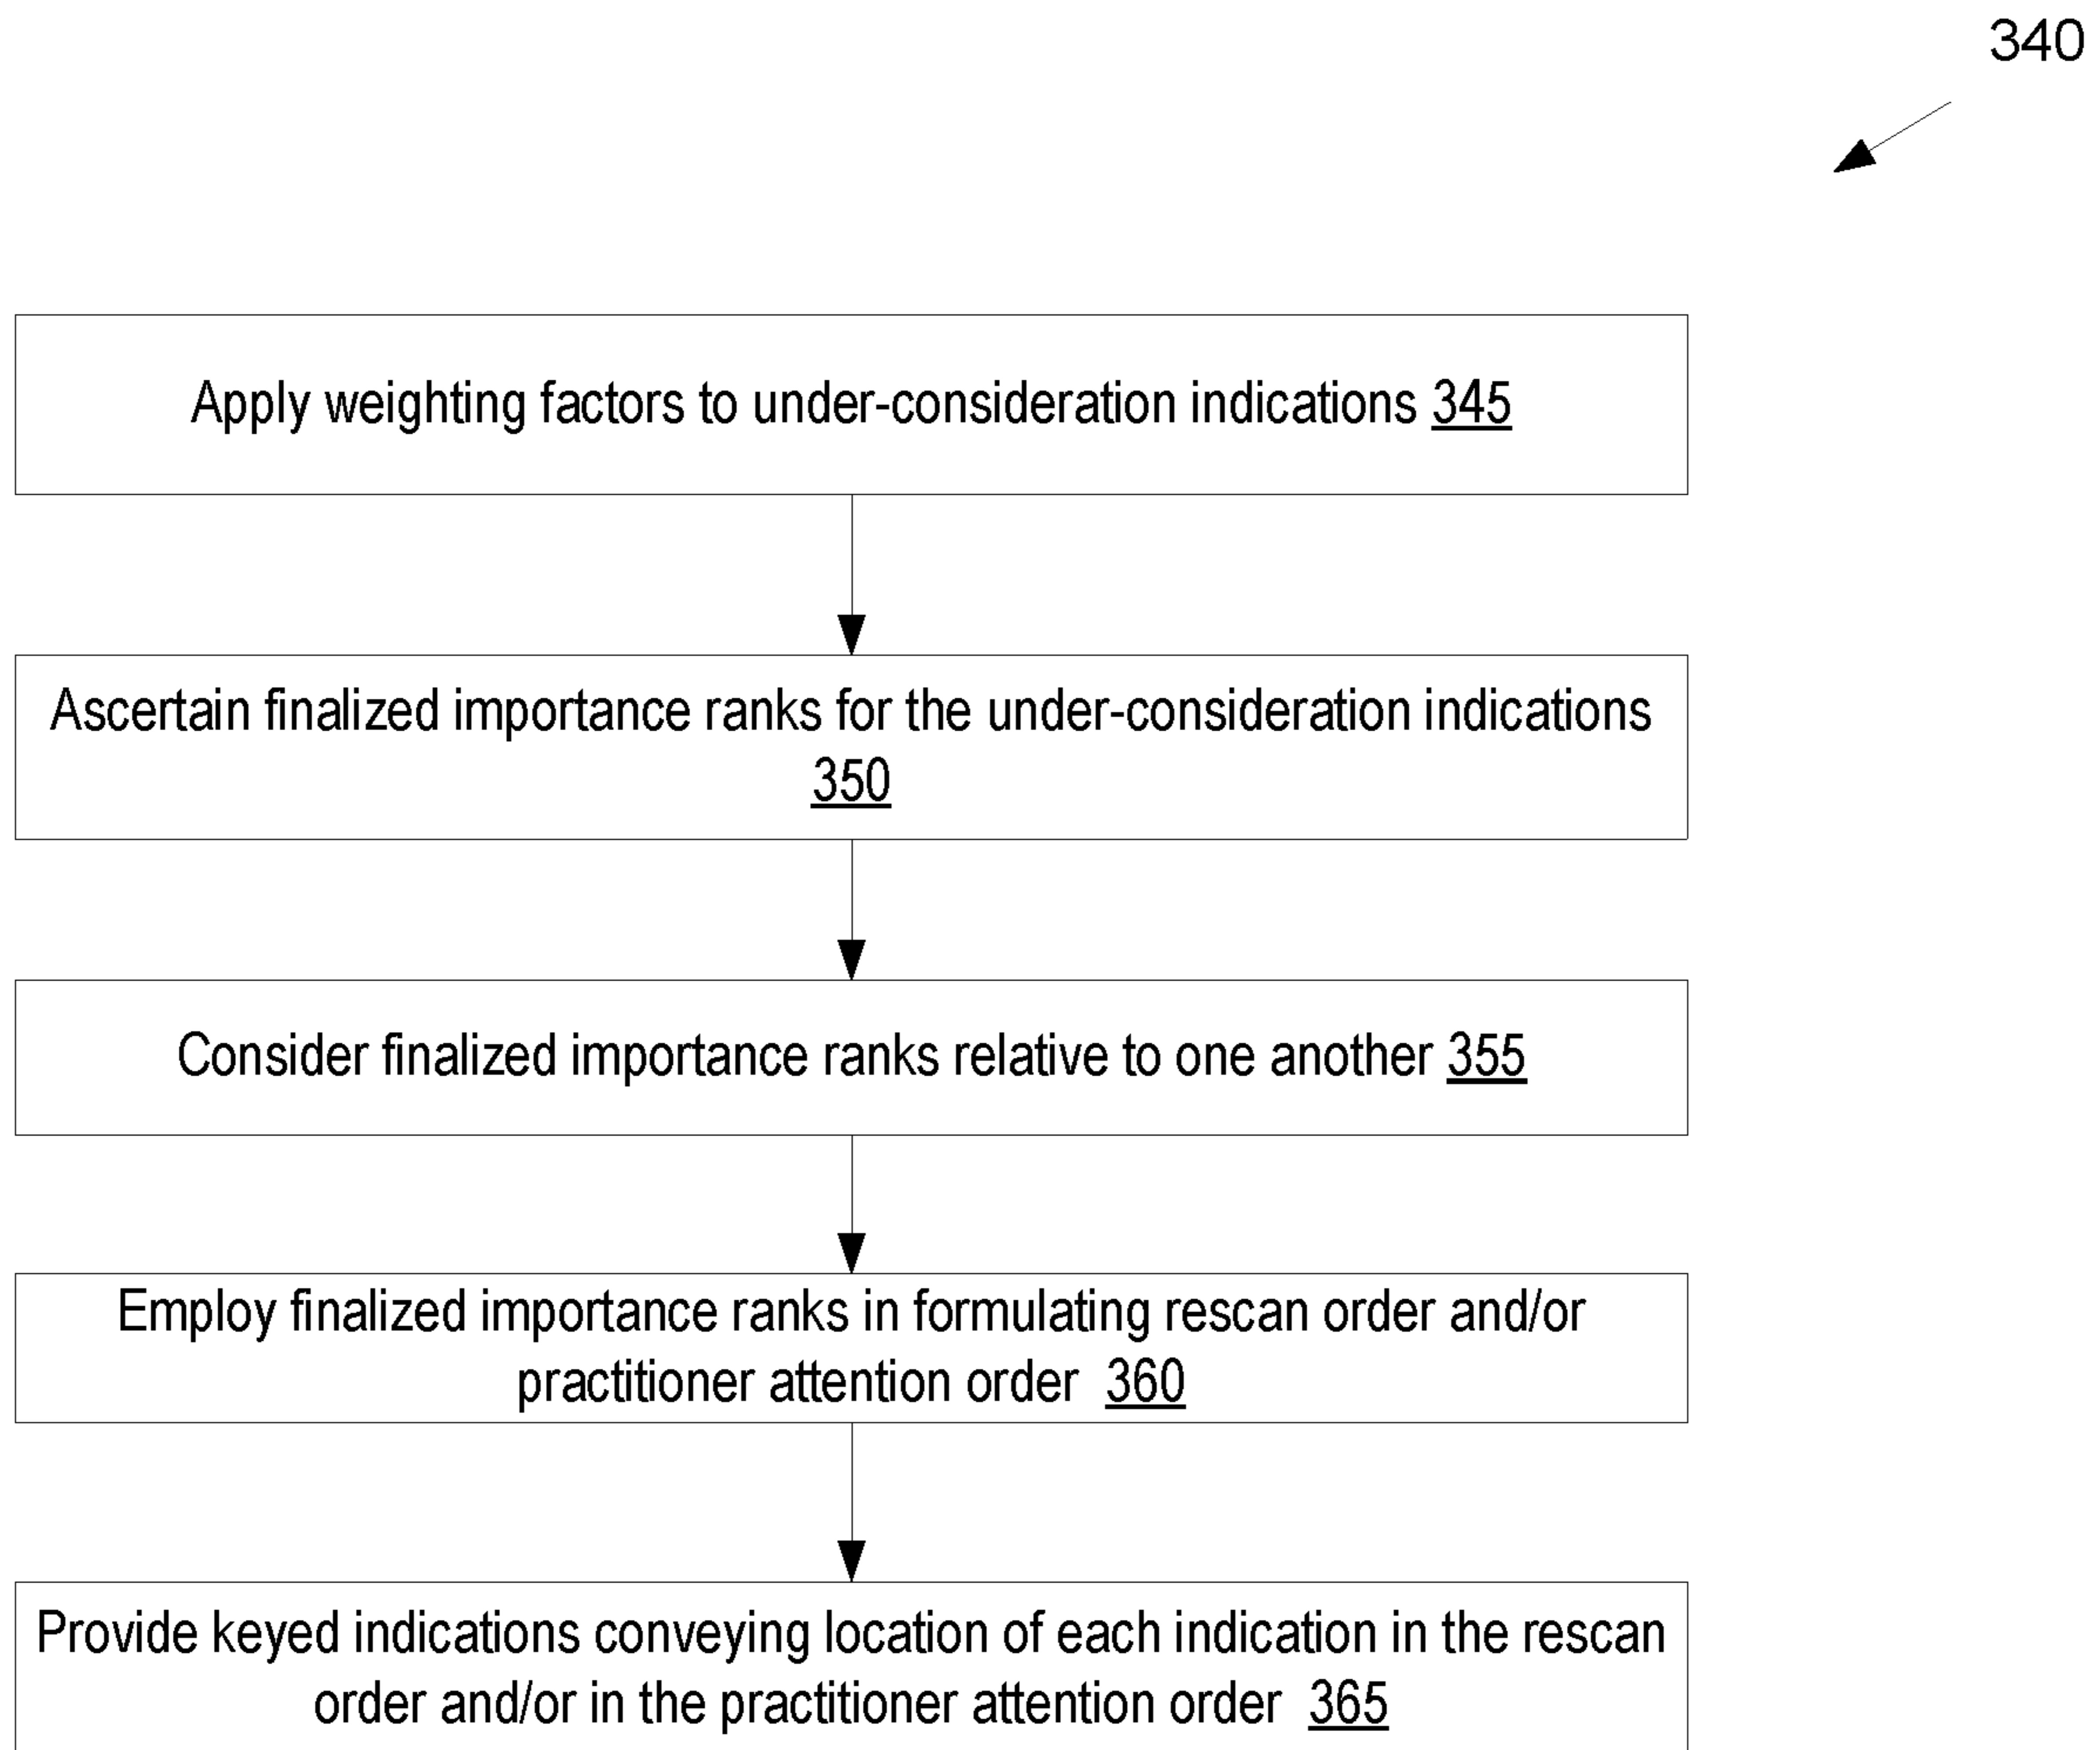 340
Apply weighting factors to under-consideration indications 345
Ascertain finalized importance ranks for the under-consideration indications
350
Consider finalized importance ranks relative to one another 355
Employ finalized importance ranks in formulating rescan order and/or
practitioner attention order 360
Provide keyed indications conveying location of each indication in the rescan
order and/or in the practitioner attention order 365